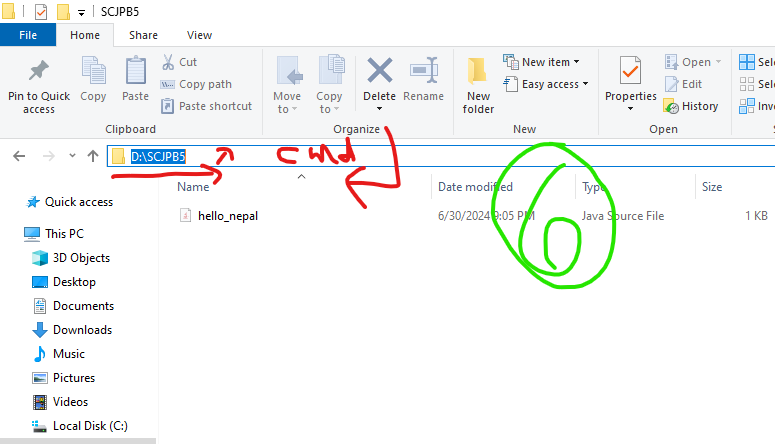 SCJPB5
File Home Share View
Pin to Quick access
Copy
Paste
Cut
Copy path
Paste shortcut
Clipboard
Move to
Copy to
Delete
Rename
Organize
New folder
New item
Easy access
New
Properties
Open
Edit
History
Open
Sele
Sele
Inve
D:\SCJPB5 cmd
Name Date modified Type Size
hello_nepal 6/30/2024 9:05 PM Java Source File 1 KB
6
Quick access
This PC
3D Objects
Desktop
Documents
Downloads
Music
Pictures
Videos
Local Disk (C:)